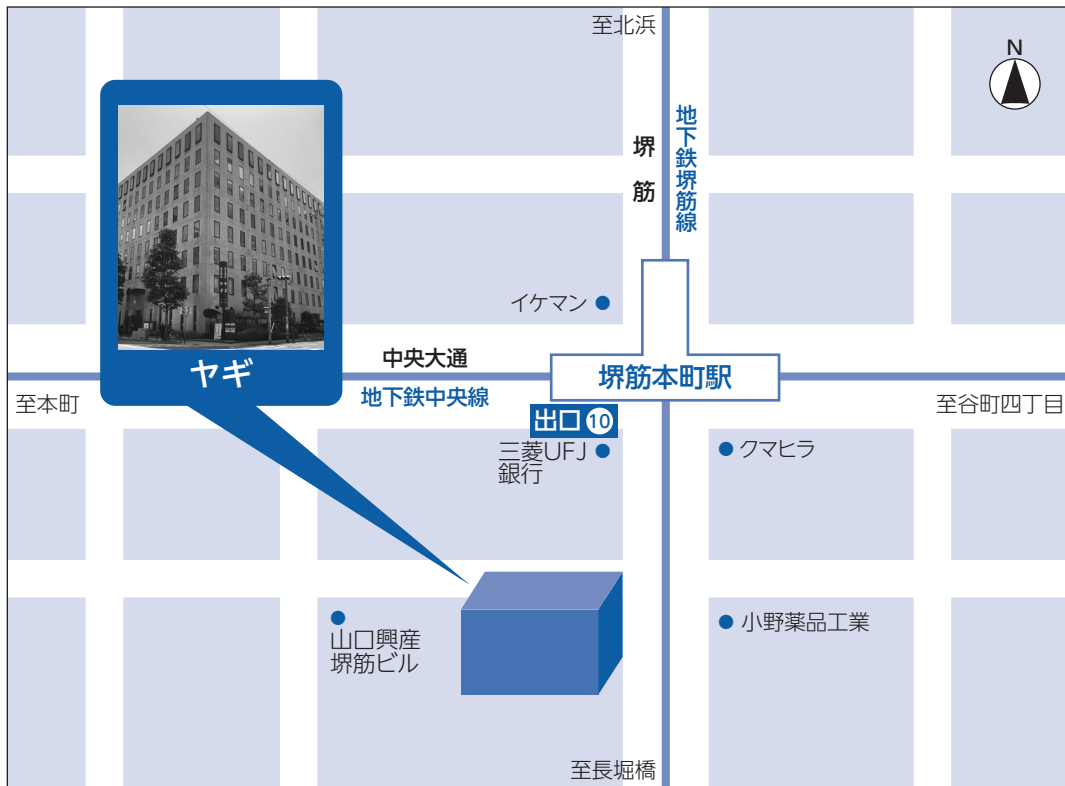 至北浜
N
地下鉄堺筋線
堺筋
イケマン
中央大通
ヤギ
堺筋本町駅
地下鉄中央線
至本町
至谷町四丁目
出口10
三菱UFJ
銀行
クマヒラ
山口興産
堺筋ビル
小野薬品工業
至長堀橋